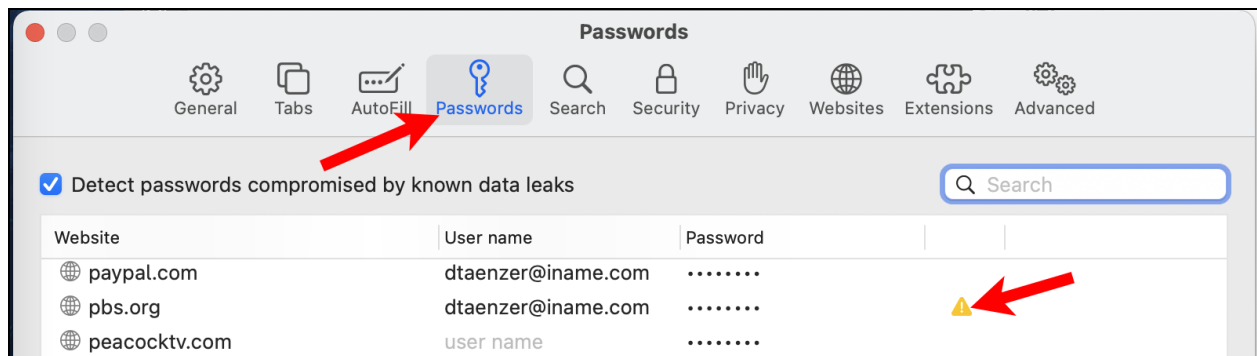 Passwords
General Tabs AutoFill Passwords Search Security Privacy Websites Extensions Advanced
Detect passwords compromised by known data leaks Search
Website User name Password
paypal.com dtaenzer@iname.com ••••••••
pbs.org dtaenzer@iname.com ••••••••
peacocktv.com user name ••••••••